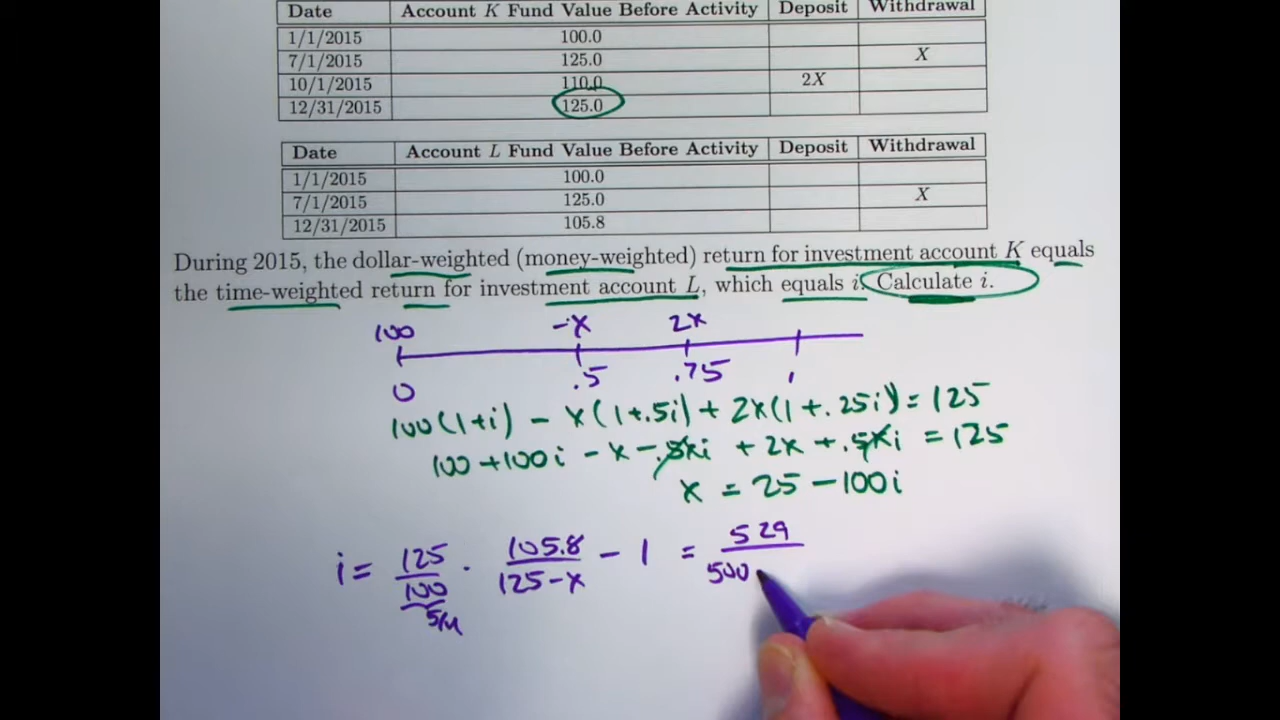 Date Account K Fund Value Before Activity Deposit Withdrawal
1/1/2015 100.0
7/1/2015 125.0 X
10/1/2015 110.0 2X
12/31/2015 125.0
Date Account L Fund Value Before Activity Deposit Withdrawal
1/1/2015 100.0
7/1/2015 125.0 X
12/31/2015 105.8
During 2015, the dollar-weighted (money-weighted) return for investment account K equals
the time-weighted return for investment account L, which equals i. Calculate i.
100 -X 2X
0 .5 .75 1
100(1+i) - X(1+.5i) + 2X(1+.25i) = 125
100 + 100i - X - .5Xi + 2X + .5Xi = 125
X = 25 - 100i
i = 125/100 · 105.8/(125-X) - 1 = 529/500
5/4